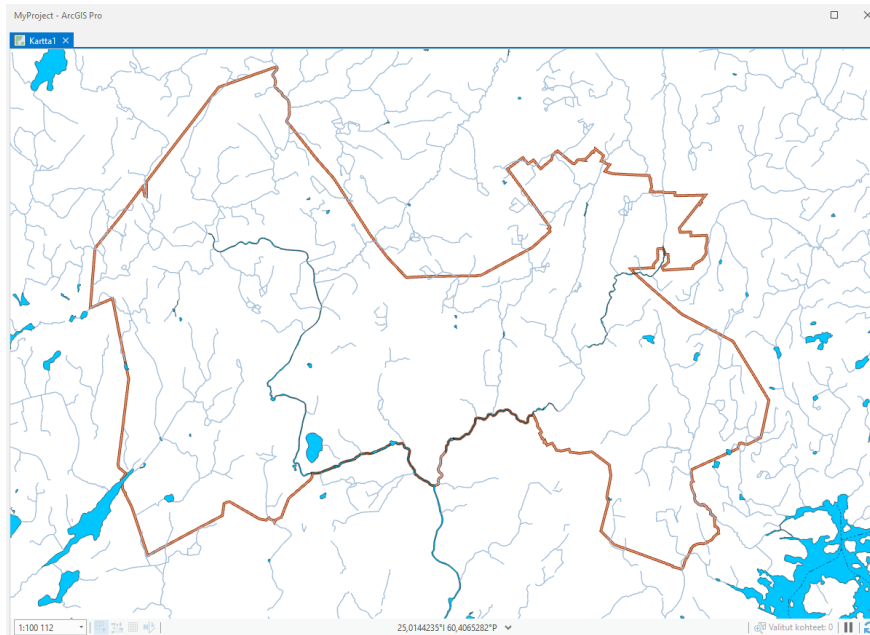 MyProject - ArcGIS Pro
Kartta1
1:100 112
25,0144235°I 60,4065282°P
Valitut kohteet: 0